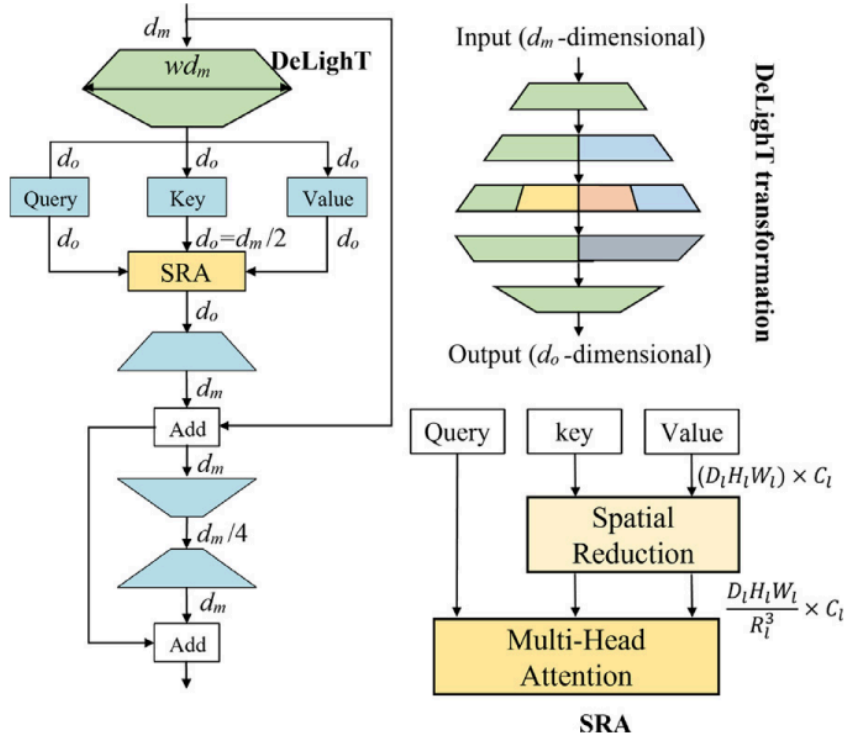 d_m
DeLighT
wd_m
d_o d_o d_o
Query Key Value
d_o d_o=d_m/2 d_o
SRA
d_o
d_m
Add
d_m
d_m/4
d_m
Add
Input (d_m-dimensional)
Output (d_o-dimensional)
DeLighT transformation
Query key Value
(D_lH_lW_l) × C_l
Spatial
Reduction
D_lH_lW_l/R_l^3 × C_l
Multi-Head
Attention
SRA